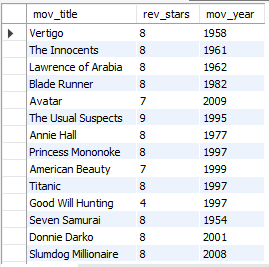 mov_title rev_stars mov_year
Vertigo 8 1958
The Innocents 8 1961
Lawrence of Arabia 8 1962
Blade Runner 8 1982
Avatar 7 2009
The Usual Suspects 9 1995
Annie Hall 8 1977
Princess Mononoke 8 1997
American Beauty 7 1999
Titanic 8 1997
Good Will Hunting 4 1997
Seven Samurai 8 1954
Donnie Darko 8 2001
Slumdog Millionaire 8 2008